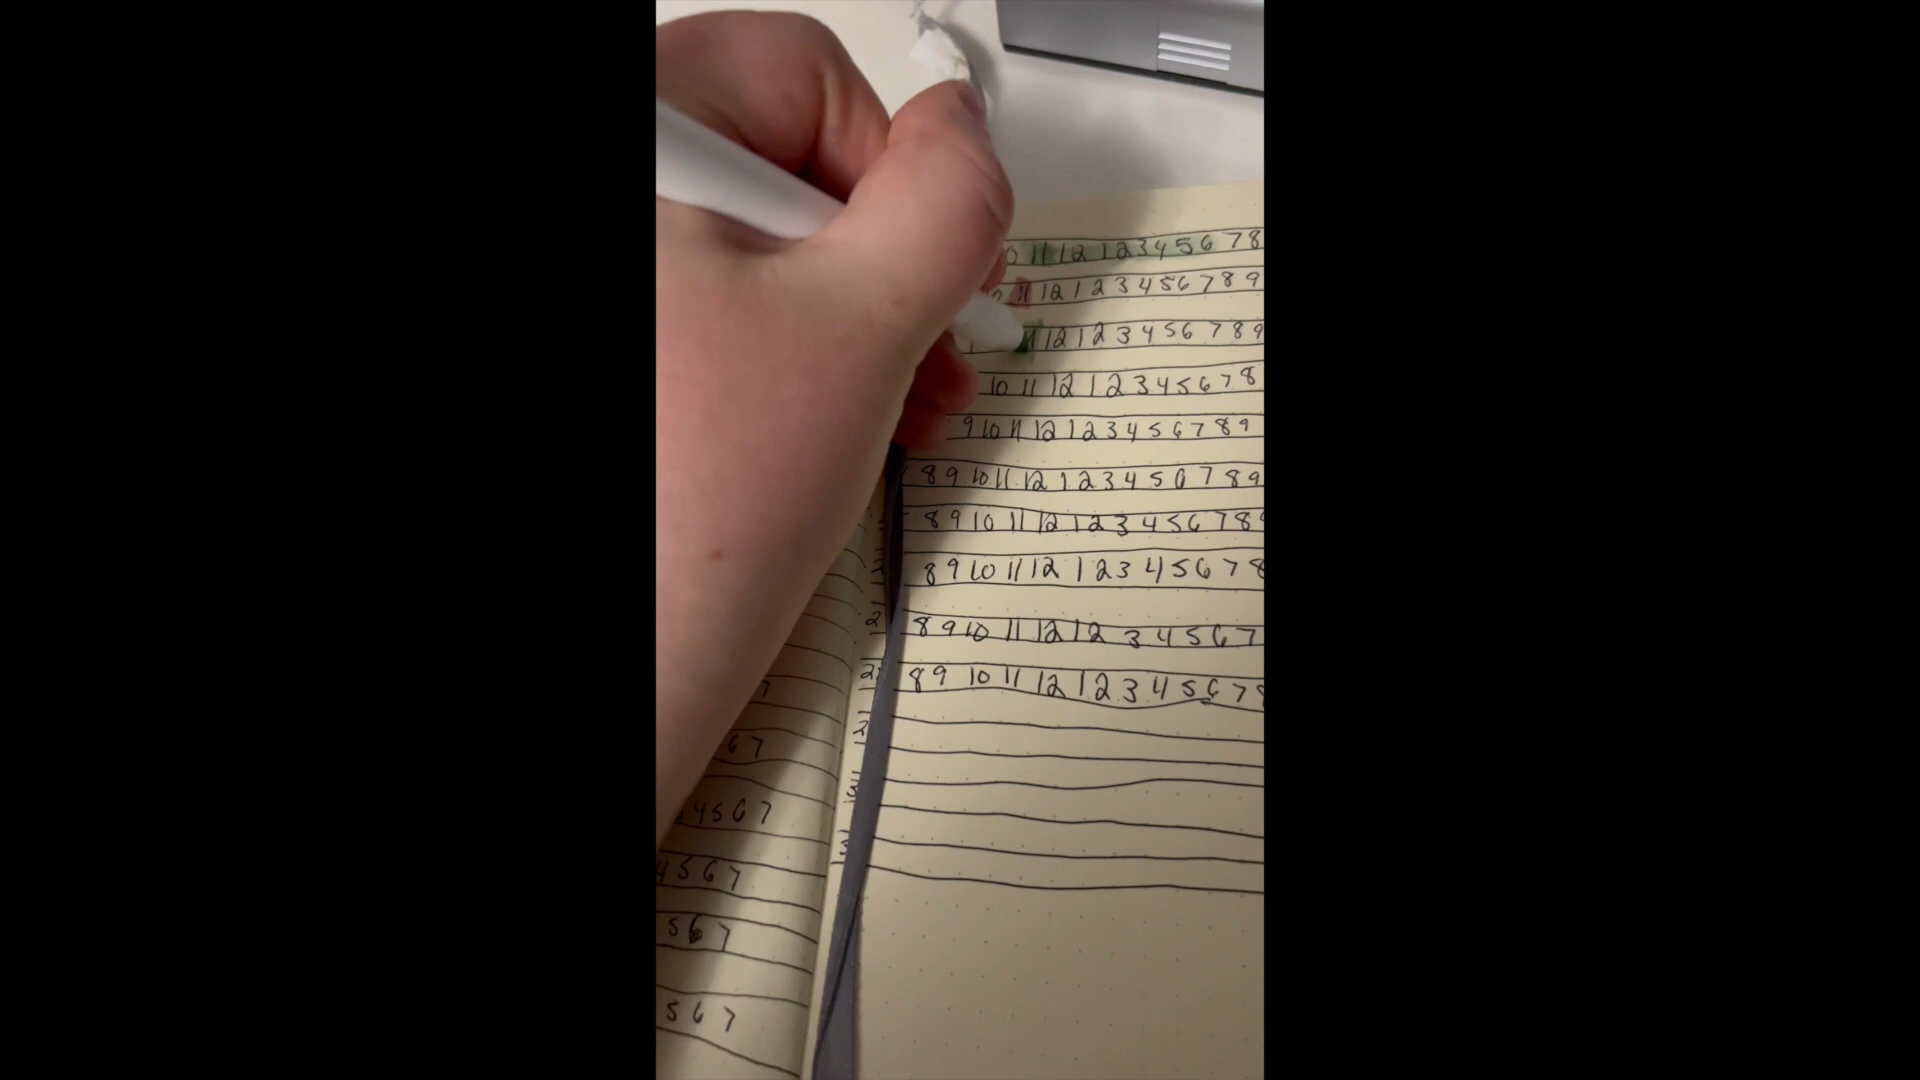 11 12 1 2 3 4 5 6 7 8
11 12 1 2 3 4 5 6 7 8 9
11 12 1 2 3 4 5 6 7 8 9
10 11 12 1 2 3 4 5 6 7 8
9 10 11 12 1 2 3 4 5 6 7 8 9
8 9 10 11 12 1 2 3 4 5 6 7 8 9
8 9 10 11 12 1 2 3 4 5 6 7 8
8 9 10 11 12 1 2 3 4 5 6 7 8
8 9 10 11 12 1 2 3 4 5 6 7
8 9 10 11 12 1 2 3 4 5 6 7
7
6 7
4 5 6 7
4 5 6 7
5 6 7
5 6 7